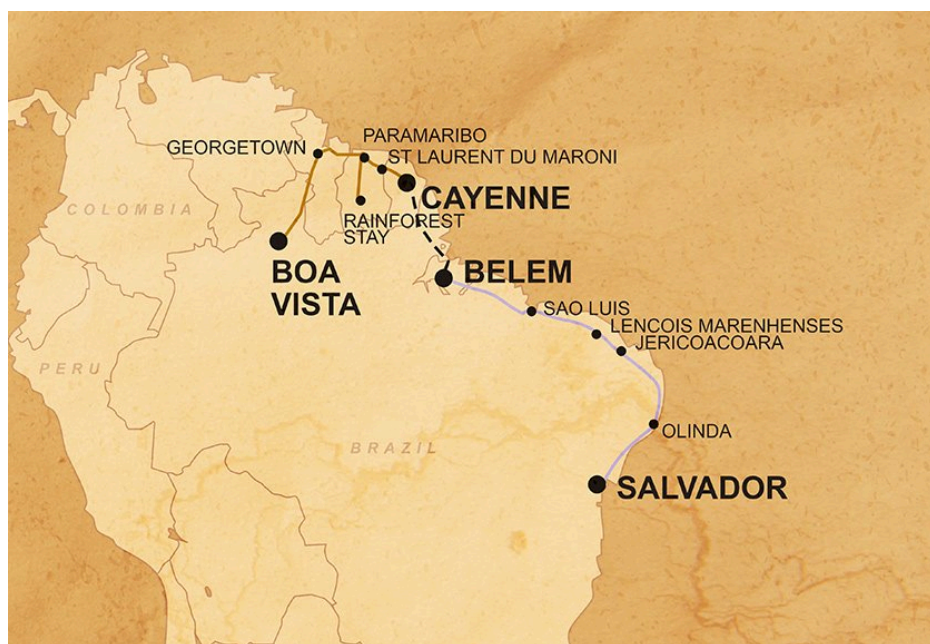 PARAMARIBO
GEORGETOWN
ST LAURENT DU MARONI
CAYENNE
COLOMBIA
RAINFOREST
STAY
BOA
VISTA
BELEM
SAO LUIS
LENCOIS MARENHENSES
JERICOACOARA
PERU
OLINDA
BRAZIL
SALVADOR